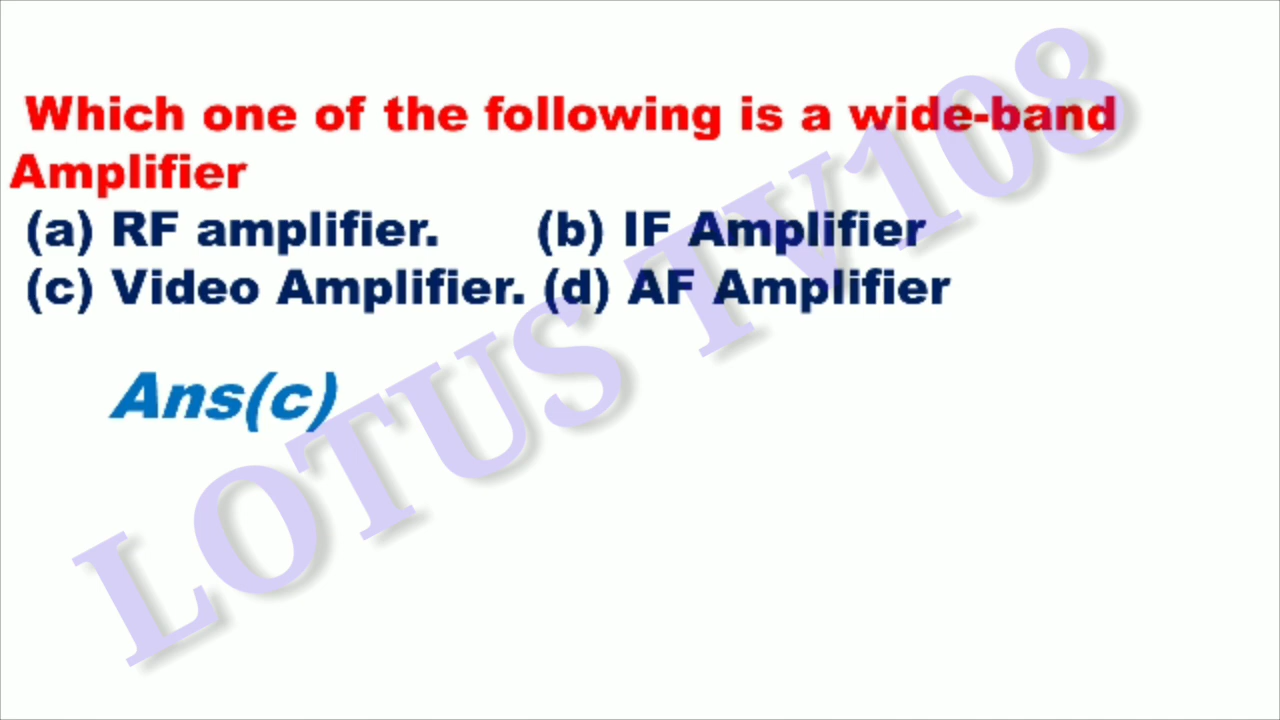 Which one of the following is a wide-band
Amplifier
(a) RF amplifier. (b) IF Amplifier
(c) Video Amplifier. (d) AF Amplifier
Ans(c)
LOTUS TV108